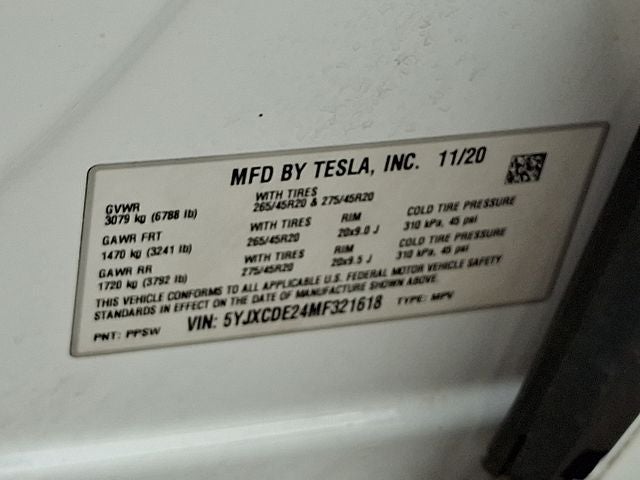 MFD BY TESLA, INC. 11/20
GVWR
3079 kg (6788 lb)
WITH TIRES
265/45R20 & 275/45R20
GAWR FRT
1470 kg (3241 lb)
WITH TIRES
265/45R20
RIM
20x9.0 J
COLD TIRE PRESSURE
310 kPa, 45 psi
GAWR RR
1720 kg (3792 lb)
WITH TIRES
275/45R20
RIM
20x9.5 J
COLD TIRE PRESSURE
310 kPa, 45 psi
THIS VEHICLE CONFORMS TO ALL APPLICABLE U.S. FEDERAL MOTOR VEHICLE SAFETY
STANDARDS IN EFFECT ON THE DATE OF MANUFACTURE SHOWN ABOVE.
PNT: PPSW VIN: 5YJXCDE24MF321618 TYPE: MPV